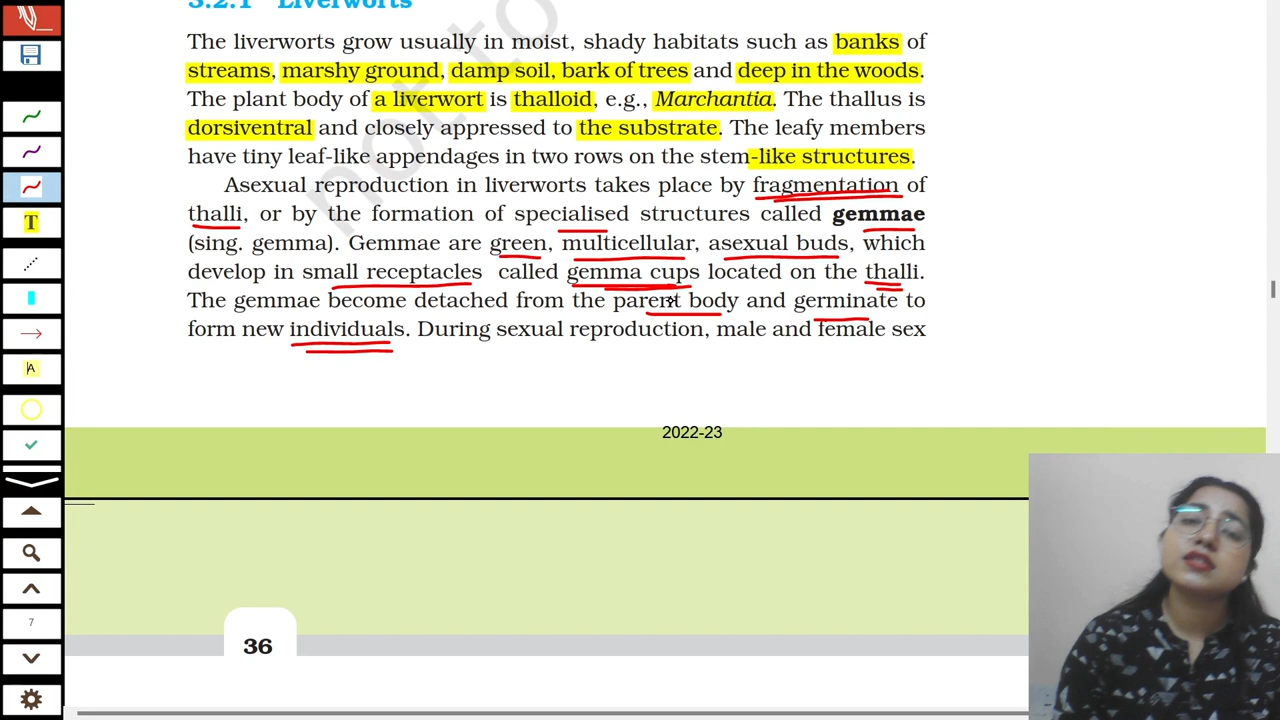 3.2.1 Liverworts
The liverworts grow usually in moist, shady habitats such as banks of
streams, marshy ground, damp soil, bark of trees and deep in the woods.
The plant body of a liverwort is thalloid, e.g., Marchantia. The thallus is
dorsiventral and closely appressed to the substrate. The leafy members
have tiny leaf-like appendages in two rows on the stem-like structures.
Asexual reproduction in liverworts takes place by fragmentation of
thalli, or by the formation of specialised structures called gemmae
(sing. gemma). Gemmae are green, multicellular, asexual buds, which
develop in small receptacles called gemma cups located on the thalli.
The gemmae become detached from the parent body and germinate to
form new individuals. During sexual reproduction, male and female sex
2022-23
36
not to
T
A
7